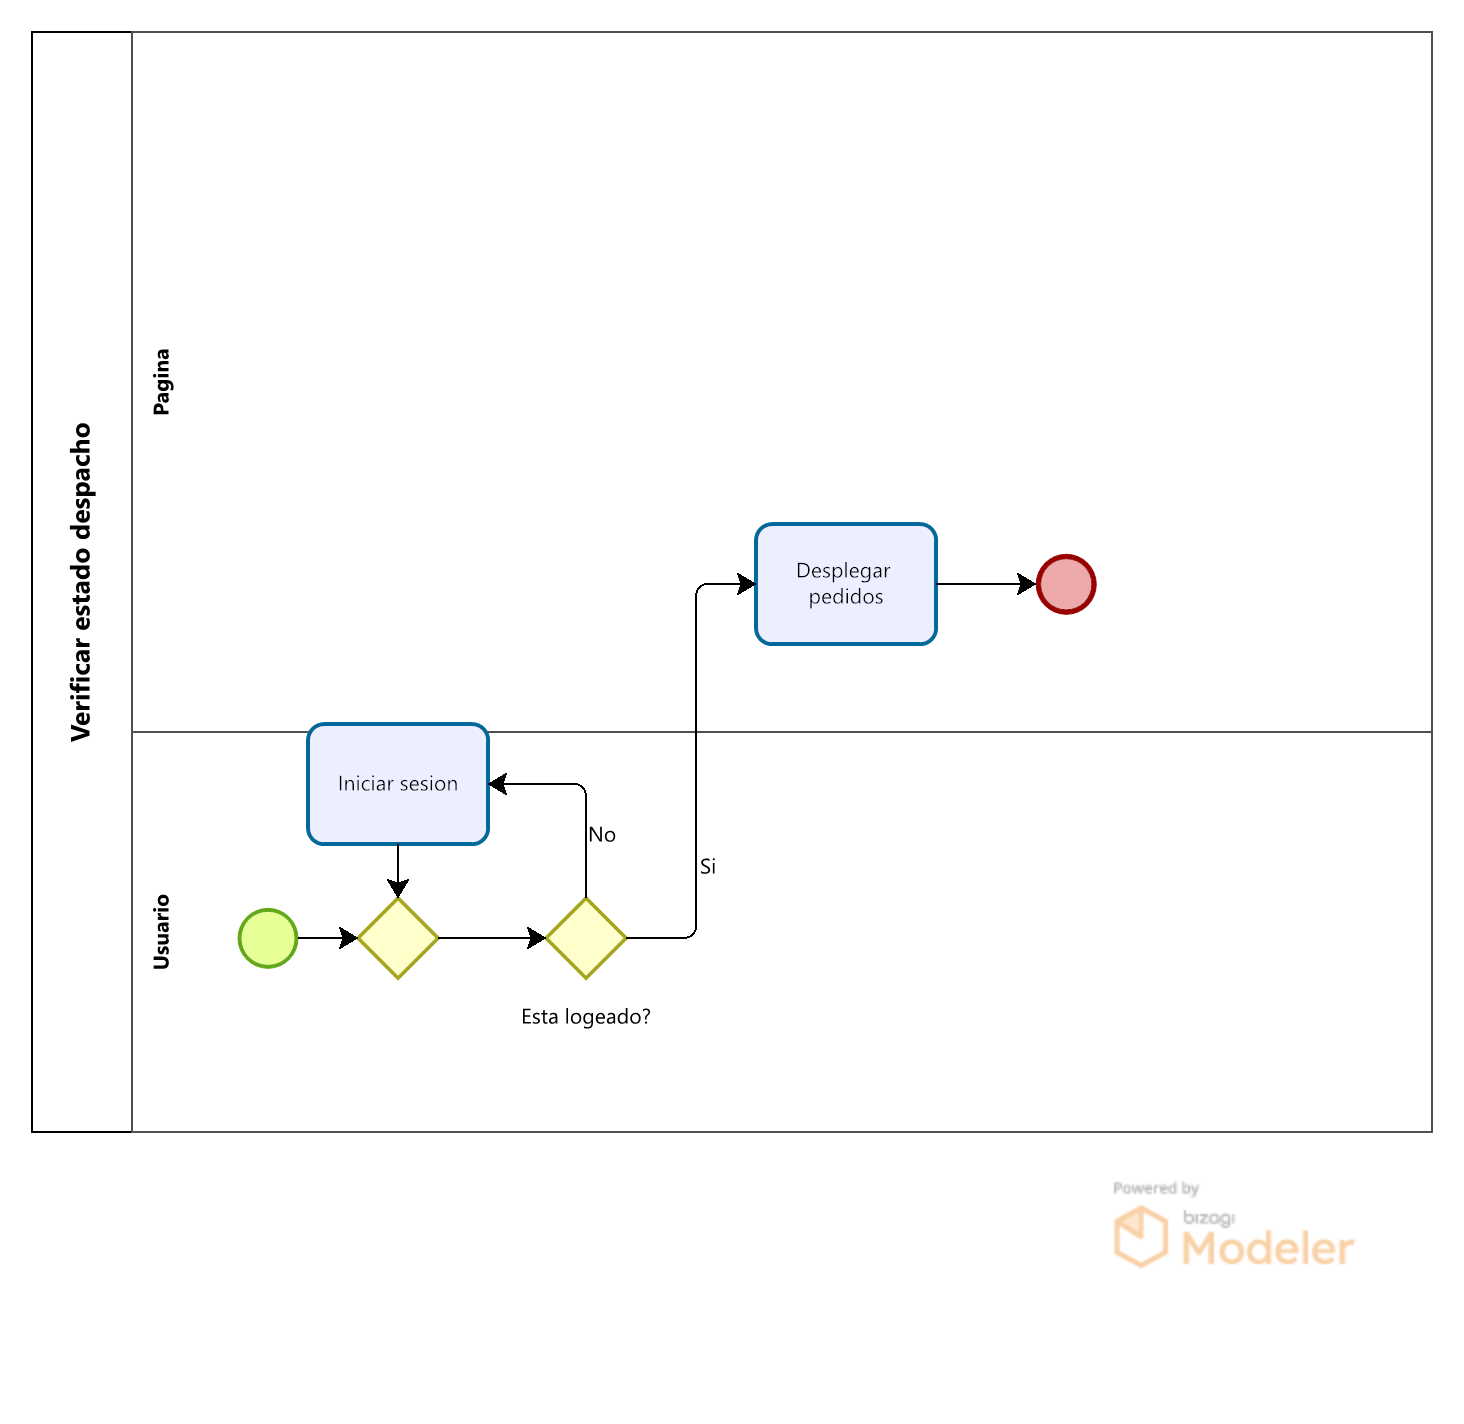 Verificar estado despacho
Pagina
Desplegar
pedidos
Iniciar sesion
No
Si
Usuario
Esta logeado?
Powered by
bizagi
Modeler